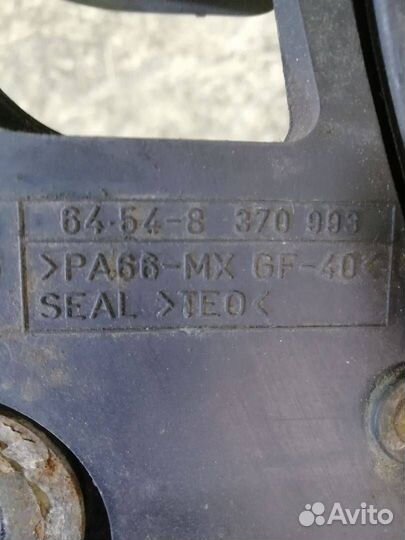 64·54-8 370 993
>PA66-MX GF-40<
SEAL >TEO<
Avito